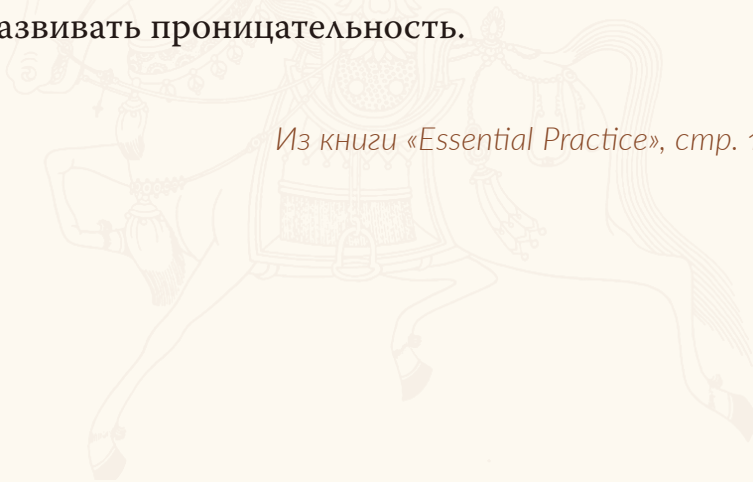 азвивать проницательность.
Из книги «Essential Practice», стр.